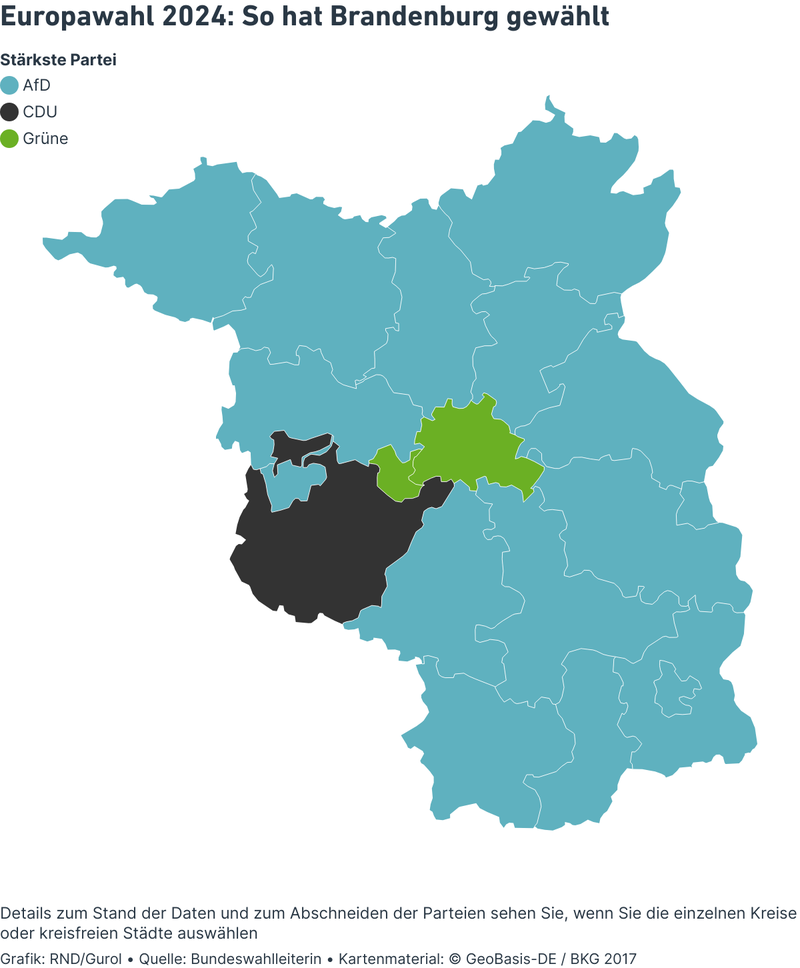 Europawahl 2024: So hat Brandenburg gewählt
Stärkste Partei
AfD
CDU
Grüne
Details zum Stand der Daten und zum Abschneiden der Parteien sehen Sie, wenn Sie die einzelnen Kreise
oder kreisfreien Städte auswählen
Grafik: RND/Gurol • Quelle: Bundeswahlleiterin • Kartenmaterial: © GeoBasis-DE / BKG 2017